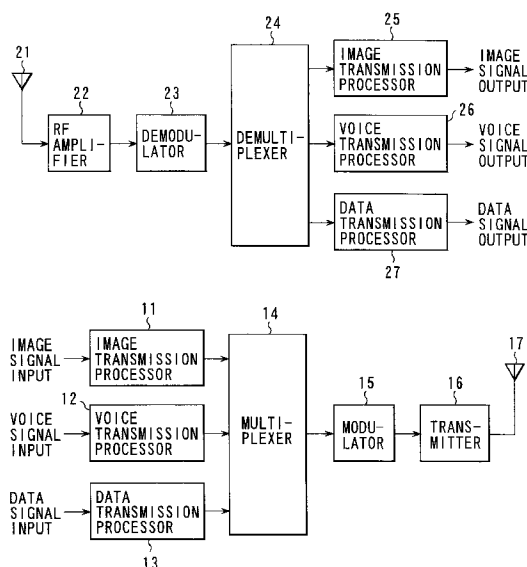 21
22
RF
AMPLI-
FIER
23
DEMODU-
LATOR
24
DEMULTI-
PLEXER
25
IMAGE
TRANSMISSION
PROCESSOR
IMAGE
SIGNAL
OUTPUT
26
VOICE
TRANSMISSION
PROCESSOR
VOICE
SIGNAL
OUTPUT
DATA
TRANSMISSION
PROCESSOR
27
DATA
SIGNAL
OUTPUT
IMAGE
SIGNAL
INPUT
11
IMAGE
TRANSMISSION
PROCESSOR
VOICE
SIGNAL
INPUT
12
VOICE
TRANSMISSION
PROCESSOR
DATA
SIGNAL
INPUT
DATA
TRANSMISSION
PROCESSOR
13
14
MULTI-
PLEXER
15
MODU-
LATOR
16
TRANS-
MITTER
17